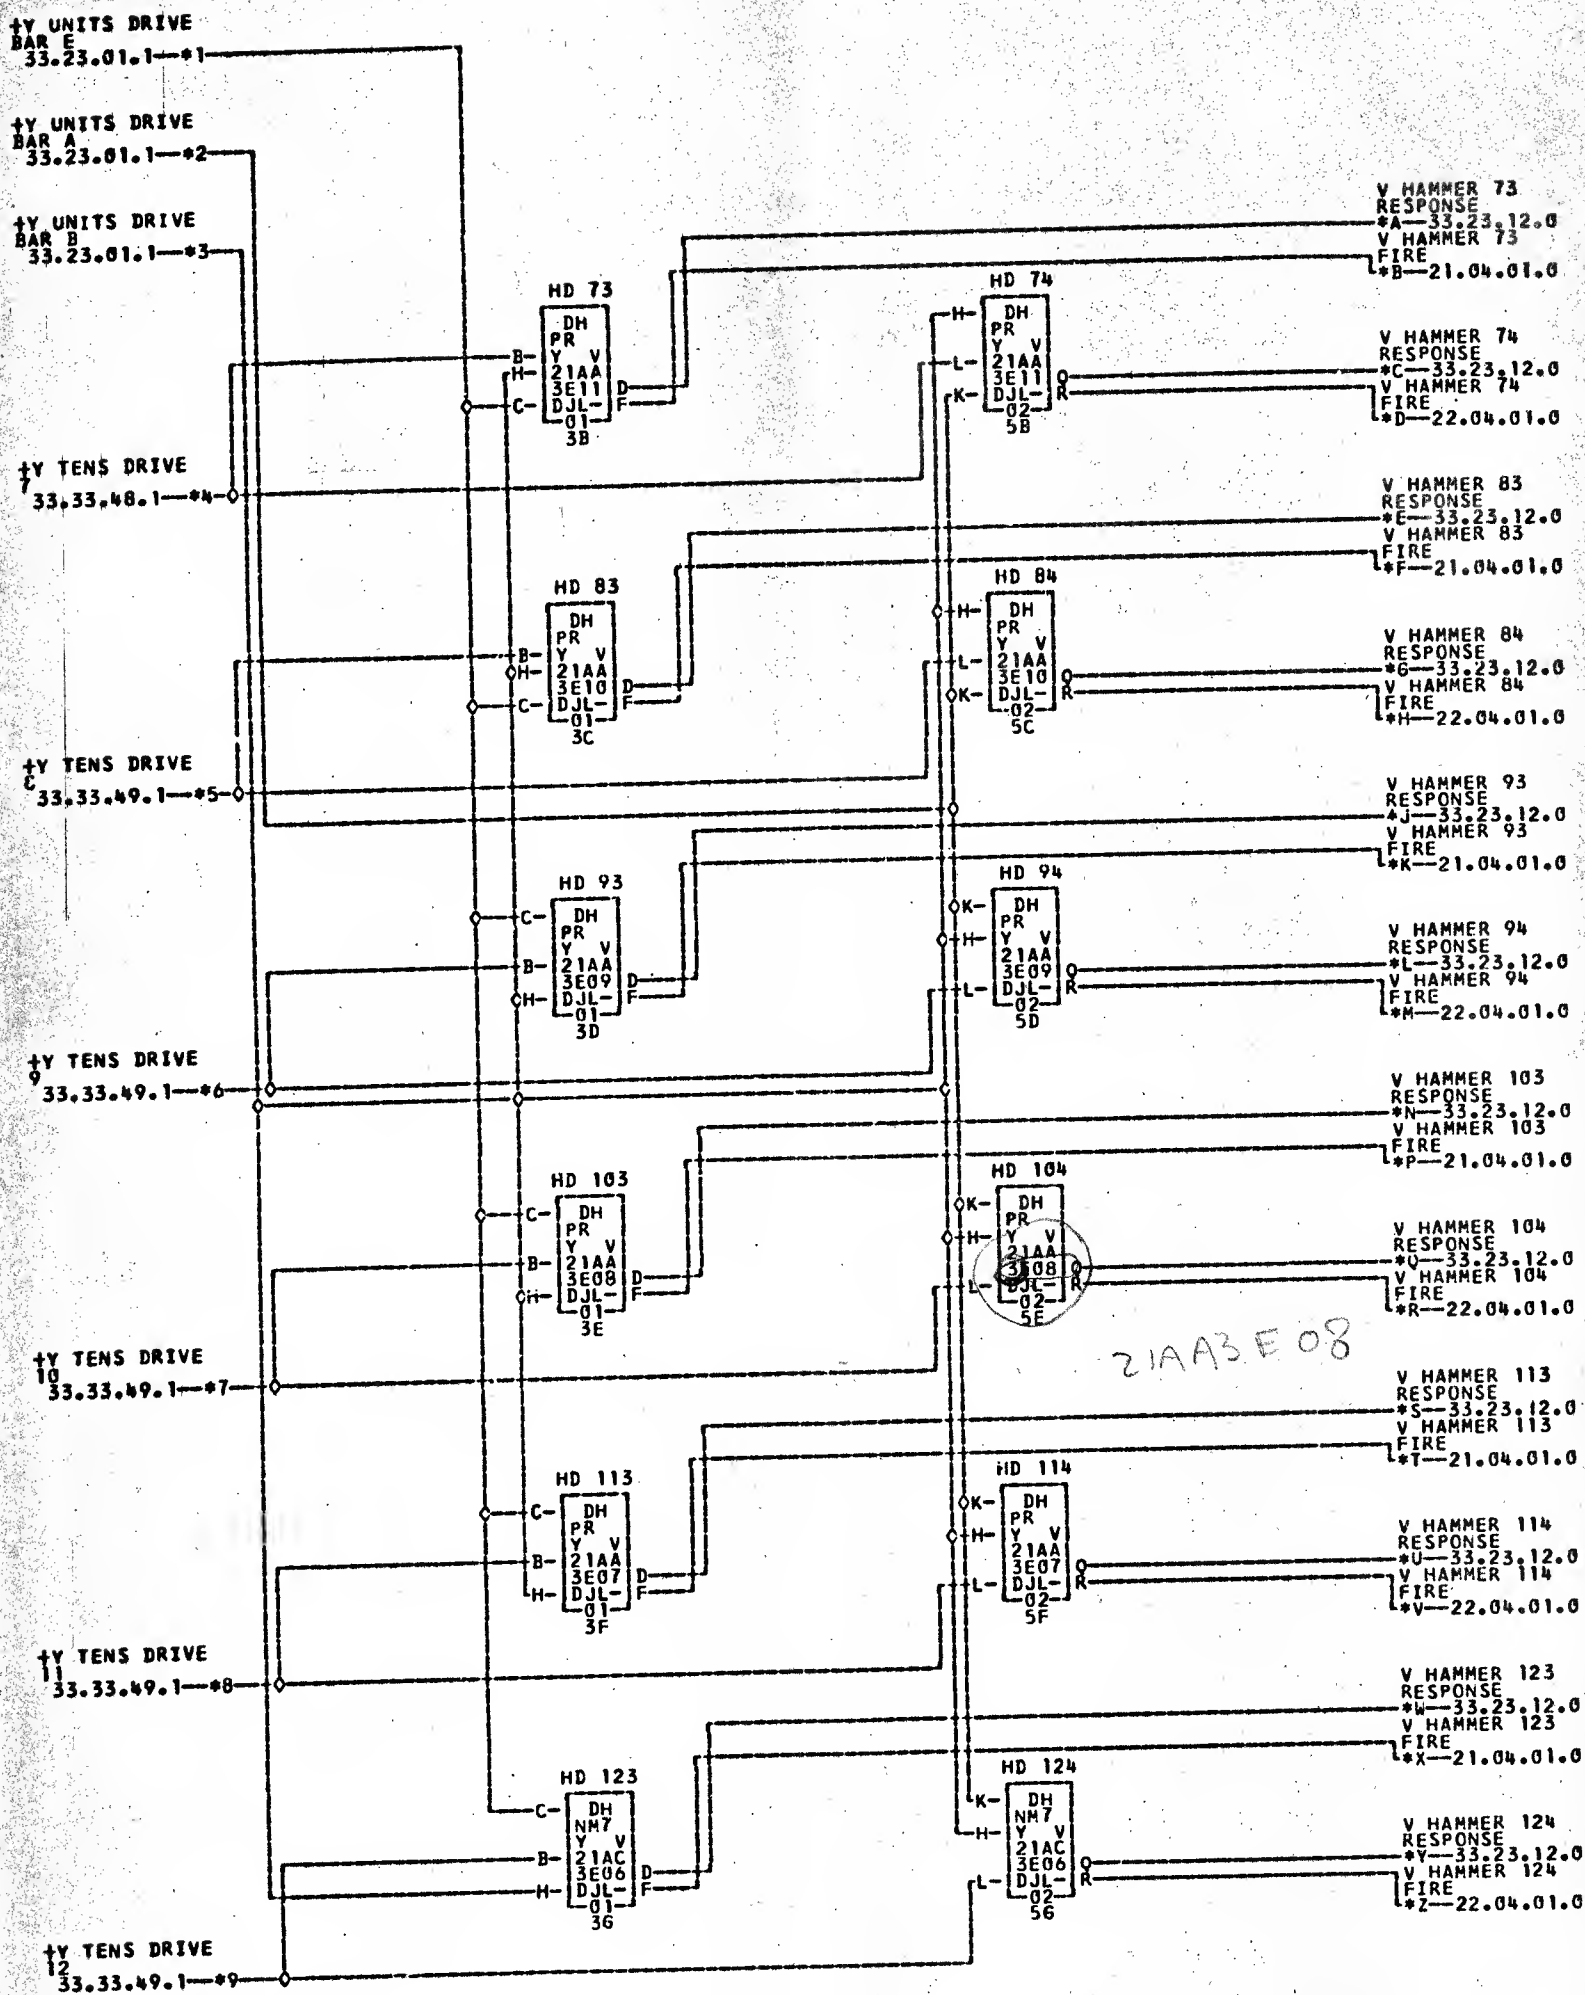 +Y UNITS DRIVE
BAR E
33.23.01.1—*1
+Y UNITS DRIVE
BAR A
33.23.01.1—*2
+Y UNITS DRIVE
BAR B
33.23.01.1—*3
+Y TENS DRIVE
7
33.33.48.1—*4
+Y TENS DRIVE
33.33.49.1—*5
+Y TENS DRIVE
9
33.33.49.1—*6
+Y TENS DRIVE
10
33.33.49.1—*7
+Y TENS DRIVE
11
33.33.49.1—*8
+Y TENS DRIVE
12
33.33.49.1—*9
HD 73
DH
PR
B- Y V
H- 21AA
3E11 D
C- DJL- F
01
3B
HD 83
DH
PR
B- Y V
H- 21AA
3E10 D
C- DJL- F
01
3C
HD 93
C- DH
PR
Y V
B- 21AA
3E09 D
H- DJL- F
01
3D
HD 103
C- DH
PR
Y V
B- 21AA
3E08 D
H- DJL- F
01
3E
HD 113
C- DH
PR
Y V
B- 21AA
3E07 D
H- DJL- F
01
3F
HD 123
C- DH
NM7
Y V
B- 21AC
3E06 D
H- DJL- F
01
3G
HD 74
H- DH
PR
Y V
L- 21AA
3E11 Q
K- DJL- R
02
5B
HD 84
H- DH
PR
Y V
L- 21AA
3E10 Q
K- DJL- R
02
5C
HD 94
K- DH
PR
H- Y V
21AA
3E09 Q
L- DJL- R
02
5D
HD 104
K- DH
PR
H- Y V
21AA
3E08 Q
L- DJL- R
02
5E
21AA3E08
HD 114
K- DH
PR
H- Y V
21AA
3E07 Q
L- DJL- R
02
5F
HD 124
K- DH
NM7
H- Y V
21AC
3E06 Q
L- DJL- R
02
5G
V HAMMER 73
RESPONSE
*A—33.23.12.0
V HAMMER 73
FIRE
*B—21.04.01.0
V HAMMER 74
RESPONSE
*C—33.23.12.0
V HAMMER 74
FIRE
*D—22.04.01.0
V HAMMER 83
RESPONSE
*E—33.23.12.0
V HAMMER 83
FIRE
*F—21.04.01.0
V HAMMER 84
RESPONSE
*G—33.23.12.0
V HAMMER 84
FIRE
*H—22.04.01.0
V HAMMER 93
RESPONSE
*J—33.23.12.0
V HAMMER 93
FIRE
*K—21.04.01.0
V HAMMER 94
RESPONSE
*L—33.23.12.0
V HAMMER 94
FIRE
*M—22.04.01.0
V HAMMER 103
RESPONSE
*N—33.23.12.0
V HAMMER 103
FIRE
*P—21.04.01.0
V HAMMER 104
RESPONSE
*Q—33.23.12.0
V HAMMER 104
FIRE
*R—22.04.01.0
V HAMMER 113
RESPONSE
*S—33.23.12.0
V HAMMER 113
FIRE
*T—21.04.01.0
V HAMMER 114
RESPONSE
*U—33.23.12.0
V HAMMER 114
FIRE
*V—22.04.01.0
V HAMMER 123
RESPONSE
*W—33.23.12.0
V HAMMER 123
FIRE
*X—21.04.01.0
V HAMMER 124
RESPONSE
*Y—33.23.12.0
V HAMMER 124
FIRE
*Z—22.04.01.0